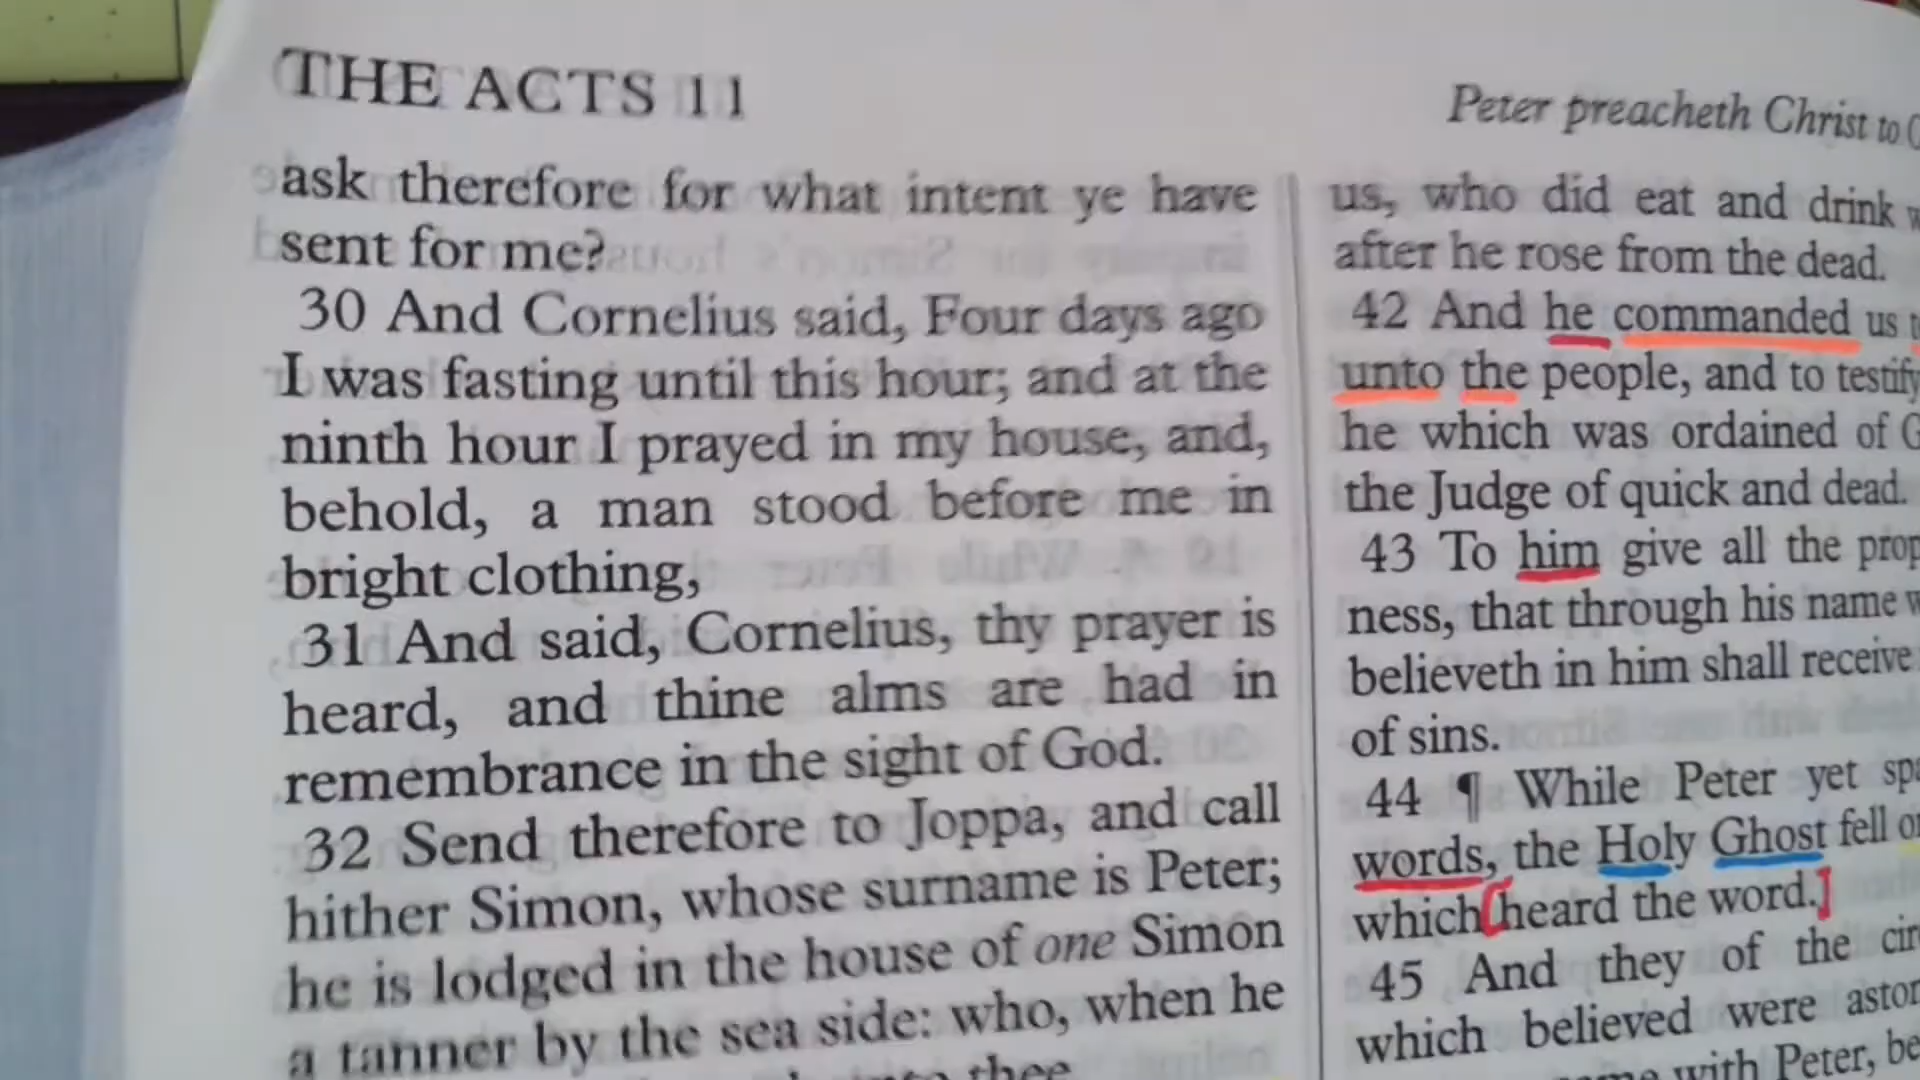 THE ACTS 11
Peter preacheth Christ to
ask therefore for what intent ye have
sent for me?
30 And Cornelius said, Four days ago
I was fasting until this hour; and at the
ninth hour I prayed in my house, and,
behold, a man stood before me in
bright clothing,
31 And said, Cornelius, thy prayer is
heard, and thine alms are had in
remembrance in the sight of God.
32 Send therefore to Joppa, and call
hither Simon, whose surname is Peter;
he is lodged in the house of one Simon
a tanner by the sea side: who, when he
thee
us, who did eat and drink
after he rose from the dead.
42 And he commanded us
unto the people, and to testify
he which was ordained of
the Judge of quick and dead.
43 To him give all the
ness, that through his name
believeth in him shall receive
of sins.
44 ¶ While Peter yet
words, the Holy Ghost fell
which [heard the word.]
45 And they of the
which believed were
with Peter,